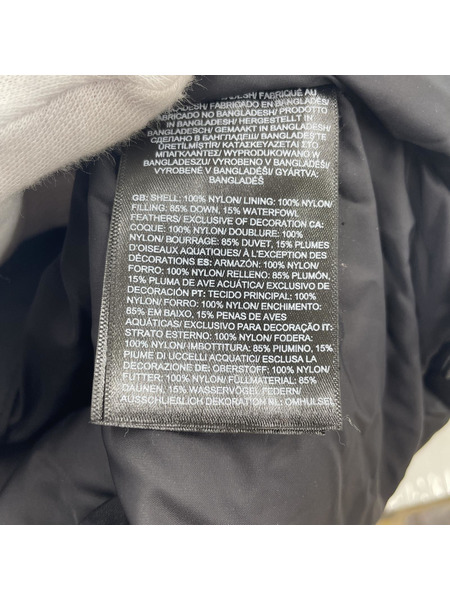 DESH/ FABRIQUÉ AU
BANGLADESH/ FABRICADO EN BANGLADÉS/
FABRICADO NO BANGLADESH/ PRODOTTO
IN BANGLADESH/ HERGESTELLT IN
BANGLADESCH/ GEMAAKT IN BANGLADESH/
СДЕЛАНО В БАНГЛАДЕШ/ BANGLADEŞ'TE
ÜRETİLMİŞTİR/ ΚΑΤΑΣΚΕΥΑΖΕΤΑΙ ΣΤΟ
ΜΠΑΓΚΛΑΝΤΕΣ/ WYPRODUKOWANO W
BANGLADESZU/ VYROBENO V BANGLADÉŠI/
VYROBENÉ V BANGLADÉŠI/ GYÁRTVA:
BANGLADÉS
GB: SHELL: 100% NYLON/ LINING: 100% NYLON/
FILLING: 85% DOWN, 15% WATERFOWL
FEATHERS/ EXCLUSIVE OF DECORATION CA:
COQUE: 100% NYLON/ DOUBLURE: 100%
NYLON/ BOURRAGE: 85% DUVET, 15% PLUMES
D'OISEAUX AQUATIQUES/ À L'EXCEPTION DES
DÉCORATIONS ES: ARMAZÓN: 100% NYLON/
FORRO: 100% NYLON/ RELLENO: 85% PLUMÓN,
15% PLUMA DE AVE ACUÁTICA/ EXCLUSIVO DE
DECORACIÓN PT: TECIDO PRINCIPAL: 100%
NYLON/ FORRO: 100% NYLON/ ENCHIMENTO:
85% EM BAIXO, 15% PENAS DE AVES
AQUÁTICAS/ EXCLUSIVO PARA DECORAÇÃO IT:
STRATO ESTERNO: 100% NYLON/ FODERA:
100% NYLON/ IMBOTTITURA: 85% PIUMINO, 15%
PIUME DI UCCELLI ACQUATICI/ ESCLUSA LA
DECORAZIONE DE: OBERSTOFF: 100% NYLON/
FUTTER: 100% NYLON/ FÜLLMATERIAL: 85%
DAUNEN, 15% WASSERVÖGEL FEDERN/
AUSSCHLIEẞLICH DEKORATION NL: OMHULSEL